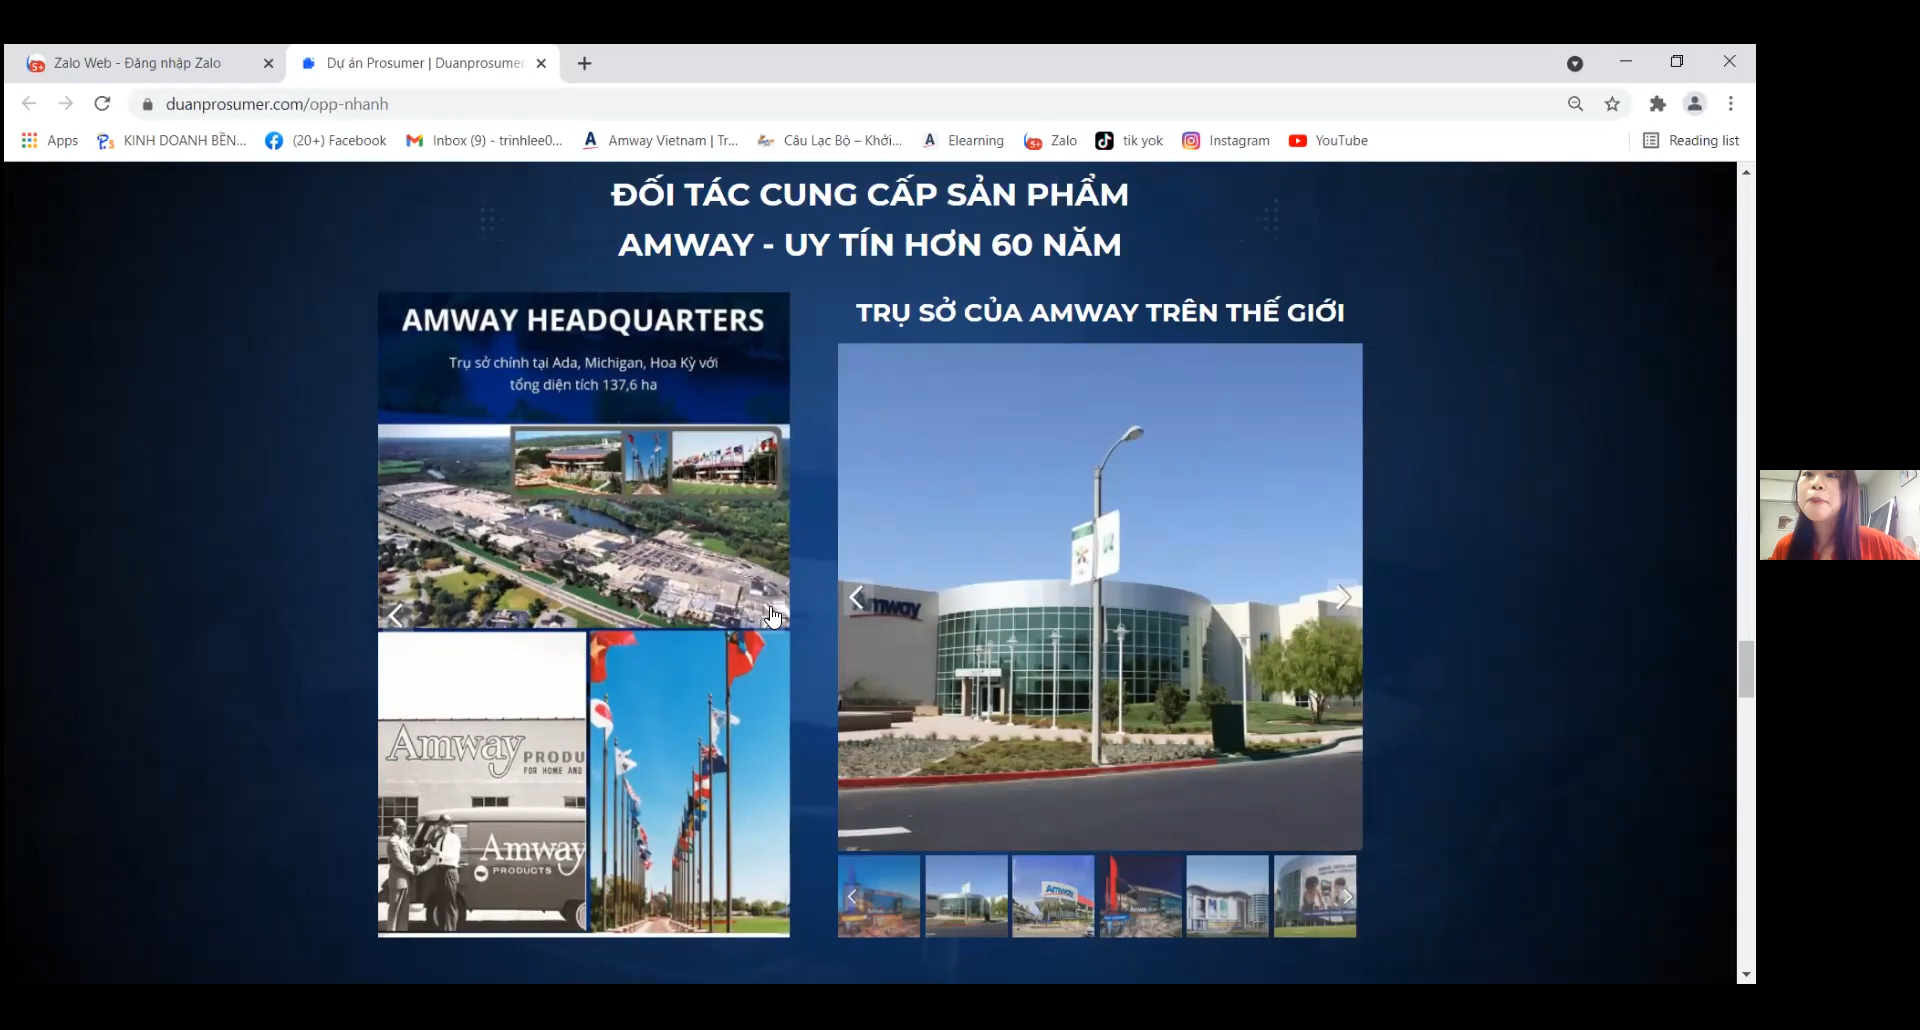 Zalo Web - Đăng nhập Zalo
Dự án Prosumer | Duanprosumer
duanprosumer.com/opp-nhanh
Apps
KINH DOANH BỀN...
(20+) Facebook
Inbox (9) - trinhlee0...
Amway Vietnam | Tr...
Câu Lạc Bộ – Khởi...
Elearning
Zalo
tik yok
Instagram
YouTube
Reading list
ĐỐI TÁC CUNG CẤP SẢN PHẨM
AMWAY - UY TÍN HƠN 60 NĂM
AMWAY HEADQUARTERS
Trụ sở chính tại Ada, Michigan, Hoa Kỳ với
tổng diện tích 137,6 ha
TRỤ SỞ CỦA AMWAY TRÊN THẾ GIỚI
Amway
Amway PRODU
FOR HOME AND
Amway
PRODUCTS
Amway